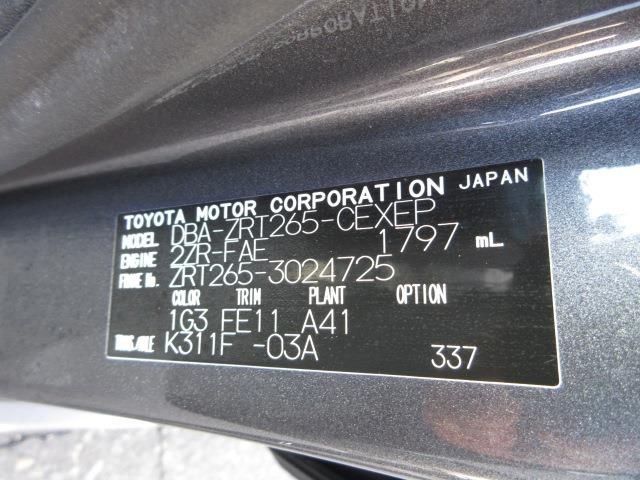 TOYOTA MOTOR CORPORATION JAPAN
MODEL DBA-ZRT265-CEXEP
ENGINE 2ZR-FAE 1797 mL
FRAME No. ZRT265-3024725
COLOR TRIM PLANT OPTION
1G3 FE11 A41
TRANS./AXLE K311F -03A
337